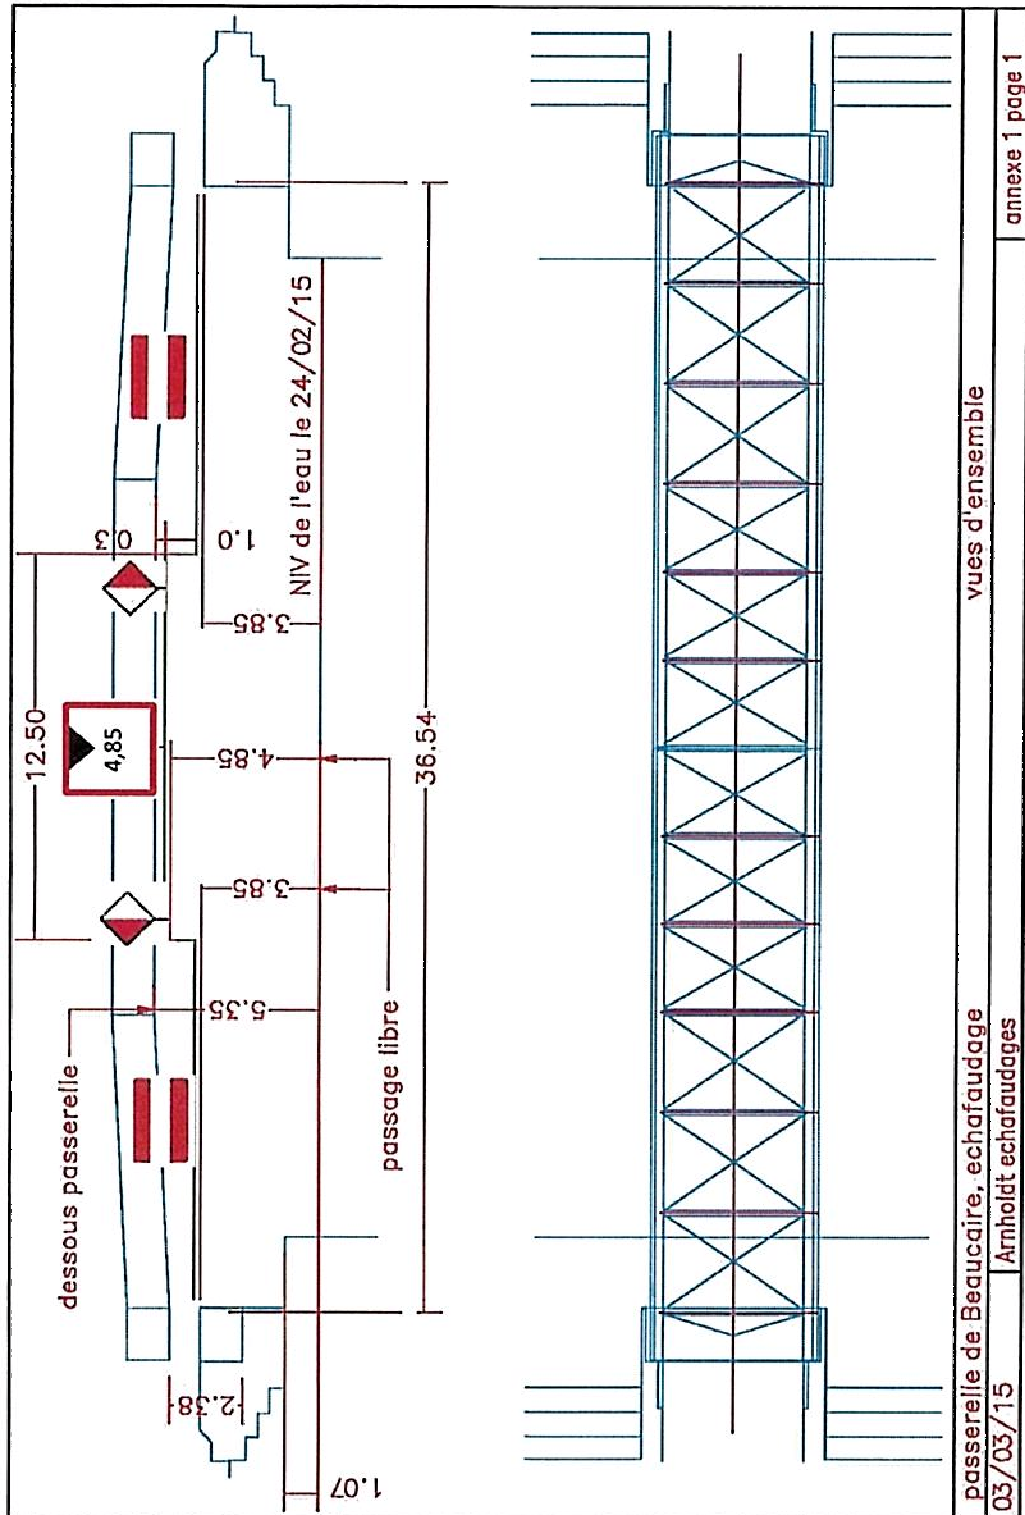 12.50
0.3
1.0
4,85
dessous passerelle
5.35
3.85
4.85
3.85
NIV de l'eau le 24/02/15
2.38
1.07
passage libre
36.54
passerelle de Beaucaire, echafaudage
vues d'ensemble
03/03/15
Arnholdt echafaudages
annexe 1 page 1